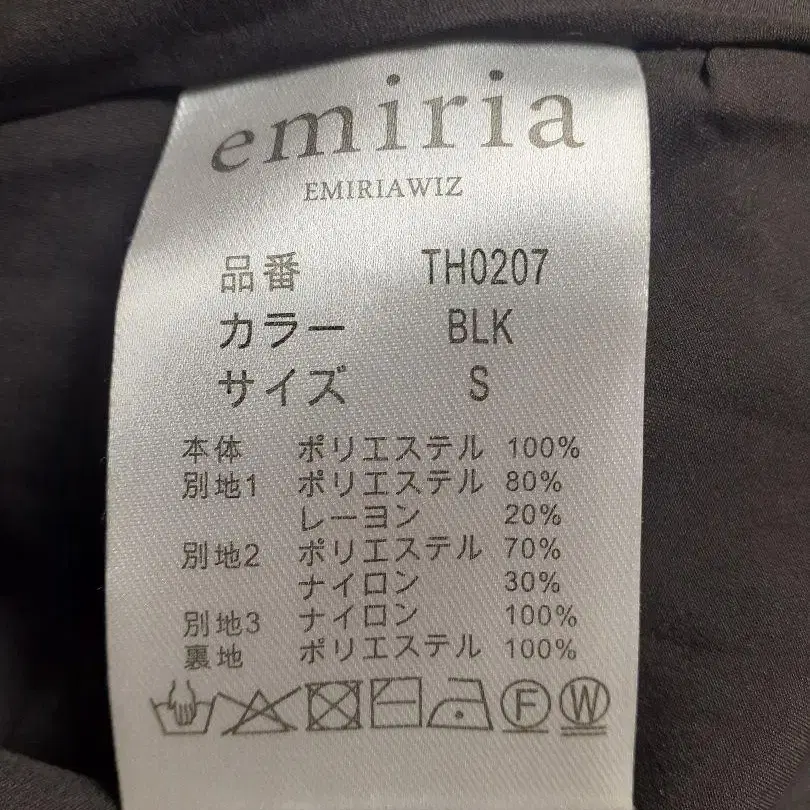 emiria
EMIRIAWIZ
品番 TH0207
カラー BLK
サイズ S
本体 ポリエステル 100%
別地1 ポリエステル 80%
レーヨン 20%
別地2 ポリエステル 70%
ナイロン 30%
別地3 ナイロン 100%
裏地 ポリエステル 100%
F W